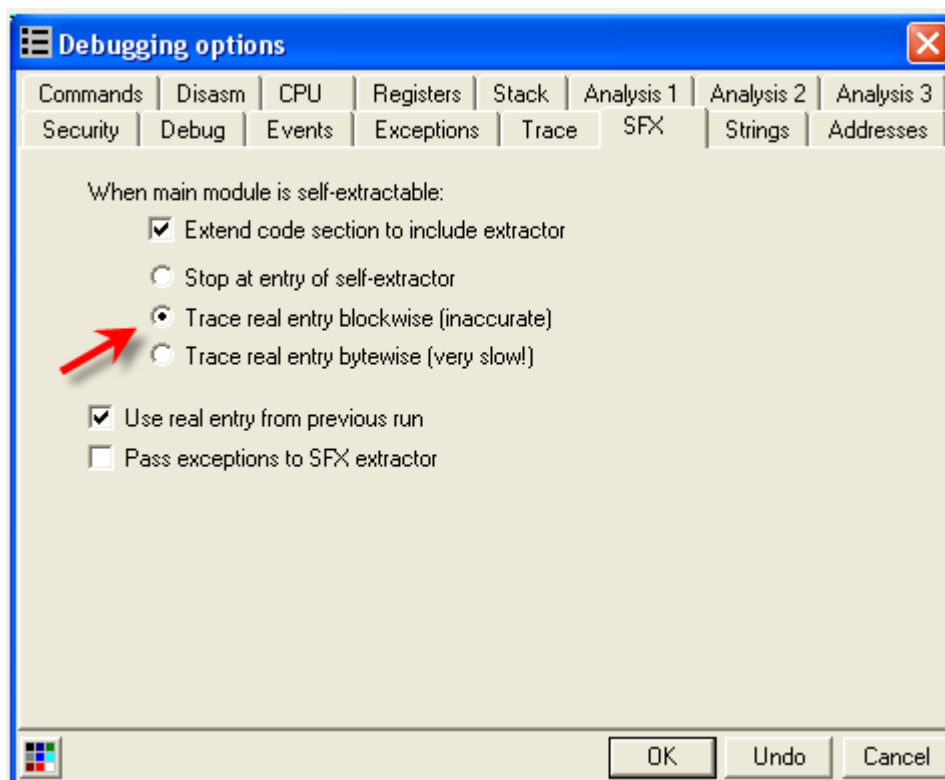 Debugging options
Commands Disasm CPU Registers Stack Analysis 1 Analysis 2 Analysis 3
Security Debug Events Exceptions Trace SFX Strings Addresses
When main module is self-extractable:
Extend code section to include extractor
Stop at entry of self-extractor
Trace real entry blockwise (inaccurate)
Trace real entry bytewise (very slow!)
Use real entry from previous run
Pass exceptions to SFX extractor
OK Undo Cancel